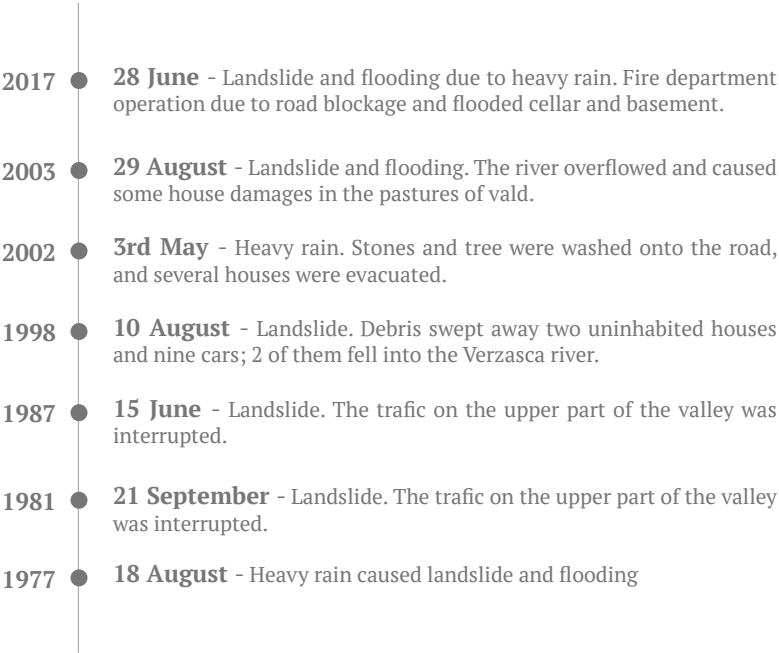 2017 28 June - Landslide and flooding due to heavy rain. Fire department
operation due to road blockage and flooded cellar and basement.
2003 29 August - Landslide and flooding. The river overflowed and caused
some house damages in the pastures of vald.
2002 3rd May - Heavy rain. Stones and tree were washed onto the road,
and several houses were evacuated.
1998 10 August - Landslide. Debris swept away two uninhabited houses
and nine cars; 2 of them fell into the Verzasca river.
1987 15 June - Landslide. The trafic on the upper part of the valley was
interrupted.
1981 21 September - Landslide. The trafic on the upper part of the valley
was interrupted.
1977 18 August - Heavy rain caused landslide and flooding